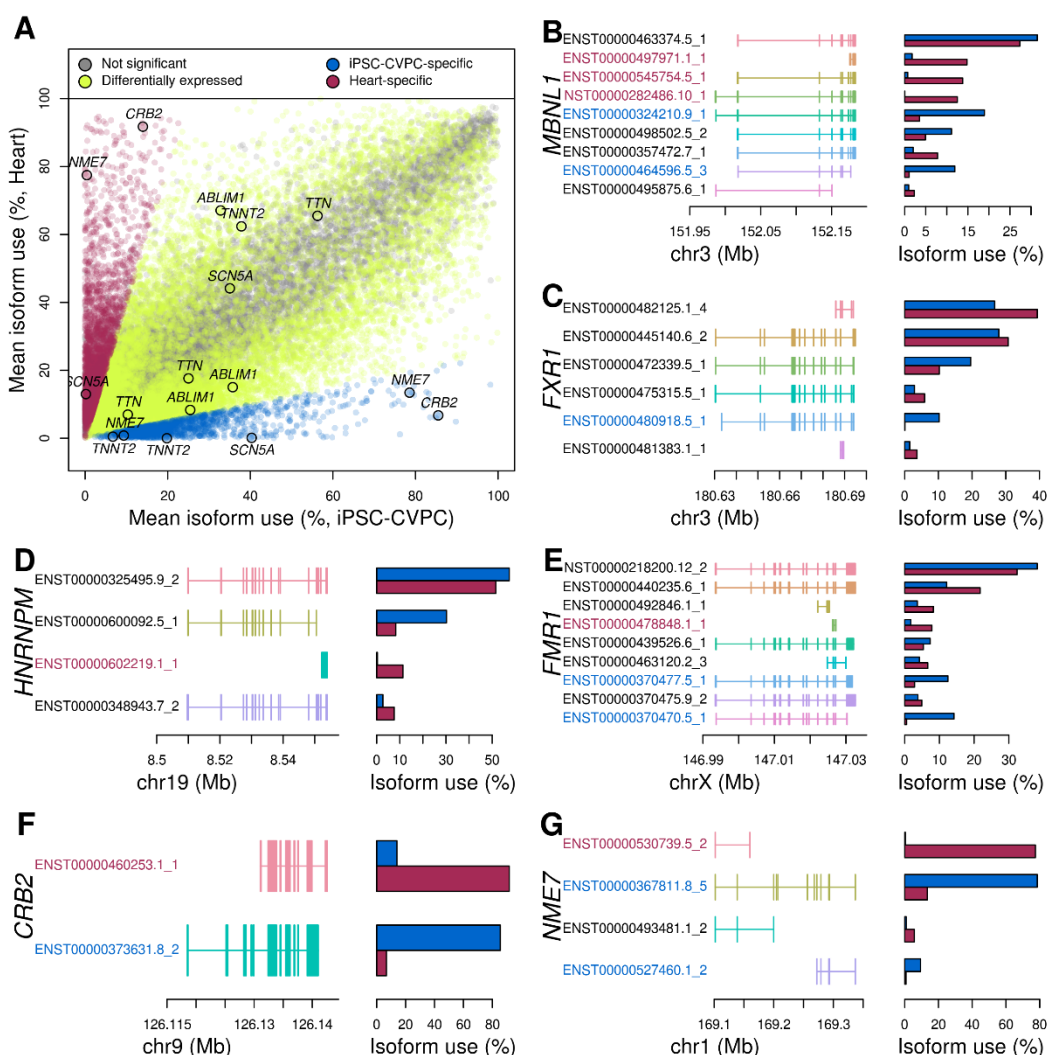 A
Not significant
Differentially expressed
iPSC-CVPC-specific
Heart-specific
Mean isoform use (%, Heart)
100
80
60
40
20
0
CRB2
NME7
ABLIM1
TNNT2
TTN
SCN5A
TTN
ABLIM1
SCN5A
ABLIM1
TTN
NME7
NME7
CRB2
TNNT2
TNNT2
SCN5A
0 20 40 60 80 100
Mean isoform use (%, iPSC-CVPC)
B
MBNL1
ENST00000463374.5_1
ENST00000497971.1_1
ENST00000545754.5_1
NST00000282486.10_1
ENST00000324210.9_1
ENST00000498502.5_2
ENST00000357472.7_1
ENST00000464596.5_3
ENST00000495875.6_1
151.95 152.05 152.15
chr3 (Mb)
0 5 15 25
Isoform use (%)
C
FXR1
ENST00000482125.1_4
ENST00000445140.6_2
ENST00000472339.5_1
ENST00000475315.5_1
ENST00000480918.5_1
ENST00000481383.1_1
180.63 180.66 180.69
chr3 (Mb)
0 10 20 30 40
Isoform use (%)
D
HNRNPM
ENST00000325495.9_2
ENST00000600092.5_1
ENST00000602219.1_1
ENST00000348943.7_2
8.5 8.52 8.54
chr19 (Mb)
0 10 30 50
Isoform use (%)
E
FMR1
NST00000218200.12_2
ENST00000440235.6_1
ENST00000492846.1_1
ENST00000478848.1_1
ENST00000439526.6_1
ENST00000463120.2_3
ENST00000370477.5_1
ENST00000370475.9_2
ENST00000370470.5_1
146.99 147.01 147.03
chrX (Mb)
0 10 20 30
Isoform use (%)
F
CRB2
ENST00000460253.1_1
ENST00000373631.8_2
126.115 126.13 126.14
chr9 (Mb)
0 20 40 60 80
Isoform use (%)
G
NME7
ENST00000530739.5_2
ENST00000367811.8_5
ENST00000493481.1_2
ENST00000527460.1_2
169.1 169.2 169.3
chr1 (Mb)
0 20 40 60 80
Isoform use (%)